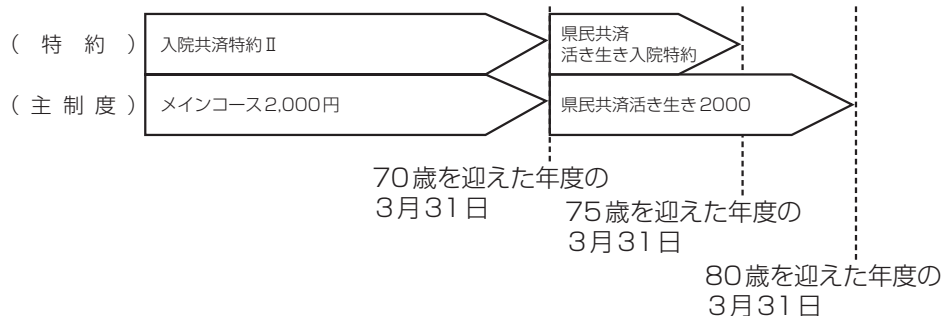 （特約）
入院共済特約Ⅱ
県民共済
活き生き入院特約
（主制度）
メインコース2,000円
県民共済活き生き2000
70歳を迎えた年度の
3月31日
75歳を迎えた年度の
3月31日
80歳を迎えた年度の
3月31日